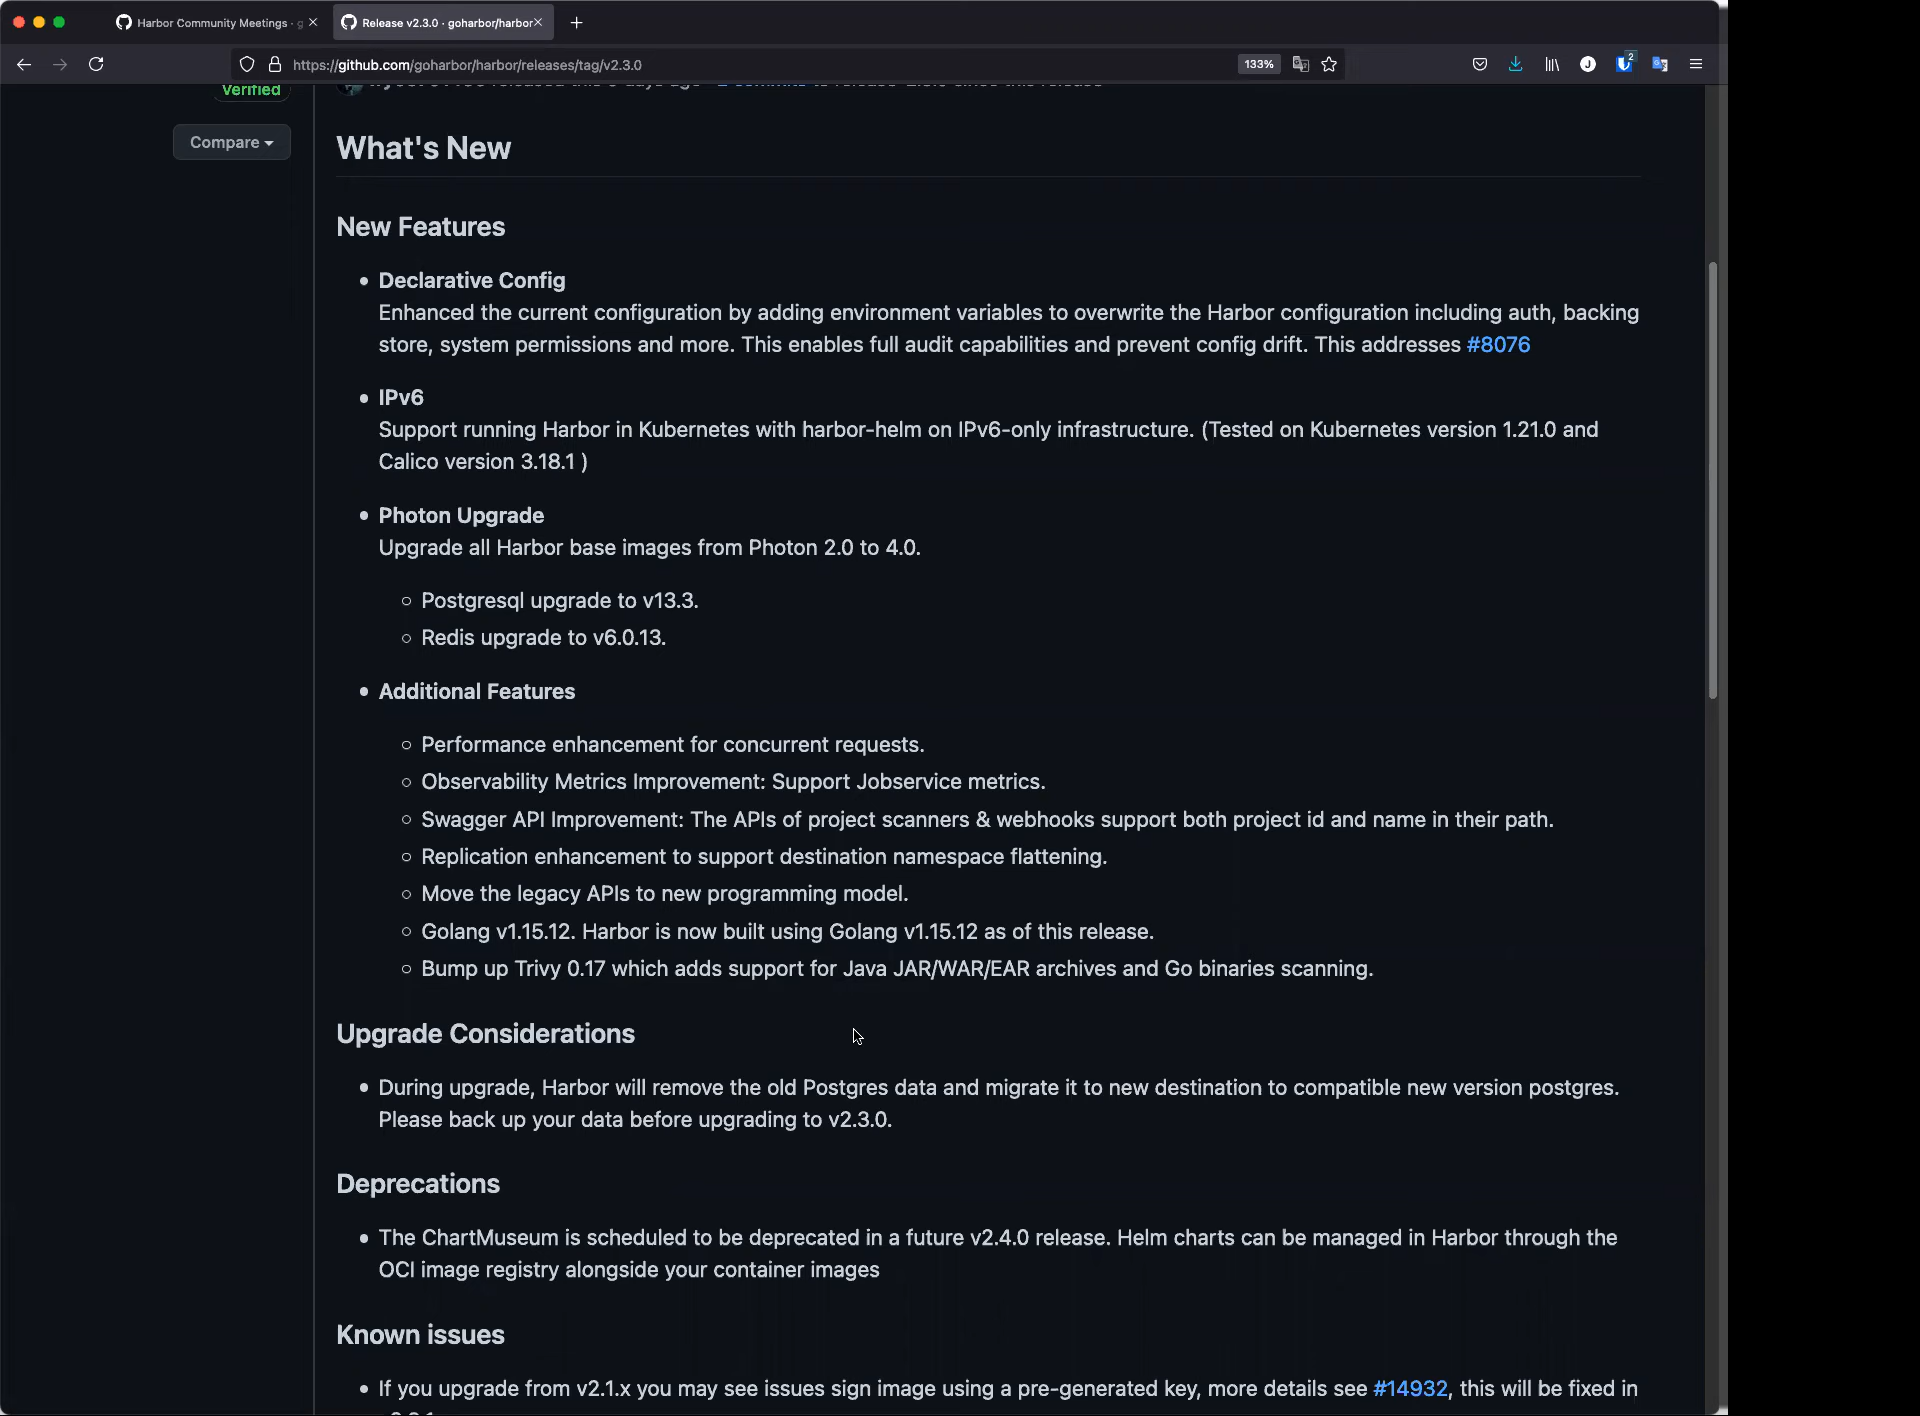 Harbor Community Meetings · g
Release v2.3.0 · goharbor/harbor
https://github.com/goharbor/harbor/releases/tag/v2.3.0
133%
2
Verified
Compare
What's New
New Features
Declarative Config
Enhanced the current configuration by adding environment variables to overwrite the Harbor configuration including auth, backing
store, system permissions and more. This enables full audit capabilities and prevent config drift. This addresses #8076
IPv6
Support running Harbor in Kubernetes with harbor-helm on IPv6-only infrastructure. (Tested on Kubernetes version 1.21.0 and
Calico version 3.18.1 )
Photon Upgrade
Upgrade all Harbor base images from Photon 2.0 to 4.0.
Postgresql upgrade to v13.3.
Redis upgrade to v6.0.13.
Additional Features
Performance enhancement for concurrent requests.
Observability Metrics Improvement: Support Jobservice metrics.
Swagger API Improvement: The APIs of project scanners & webhooks support both project id and name in their path.
Replication enhancement to support destination namespace flattening.
Move the legacy APIs to new programming model.
Golang v1.15.12. Harbor is now built using Golang v1.15.12 as of this release.
Bump up Trivy 0.17 which adds support for Java JAR/WAR/EAR archives and Go binaries scanning.
Upgrade Considerations
During upgrade, Harbor will remove the old Postgres data and migrate it to new destination to compatible new version postgres.
Please back up your data before upgrading to v2.3.0.
Deprecations
The ChartMuseum is scheduled to be deprecated in a future v2.4.0 release. Helm charts can be managed in Harbor through the
OCI image registry alongside your container images
Known issues
If you upgrade from v2.1.x you may see issues sign image using a pre-generated key, more details see #14932, this will be fixed in